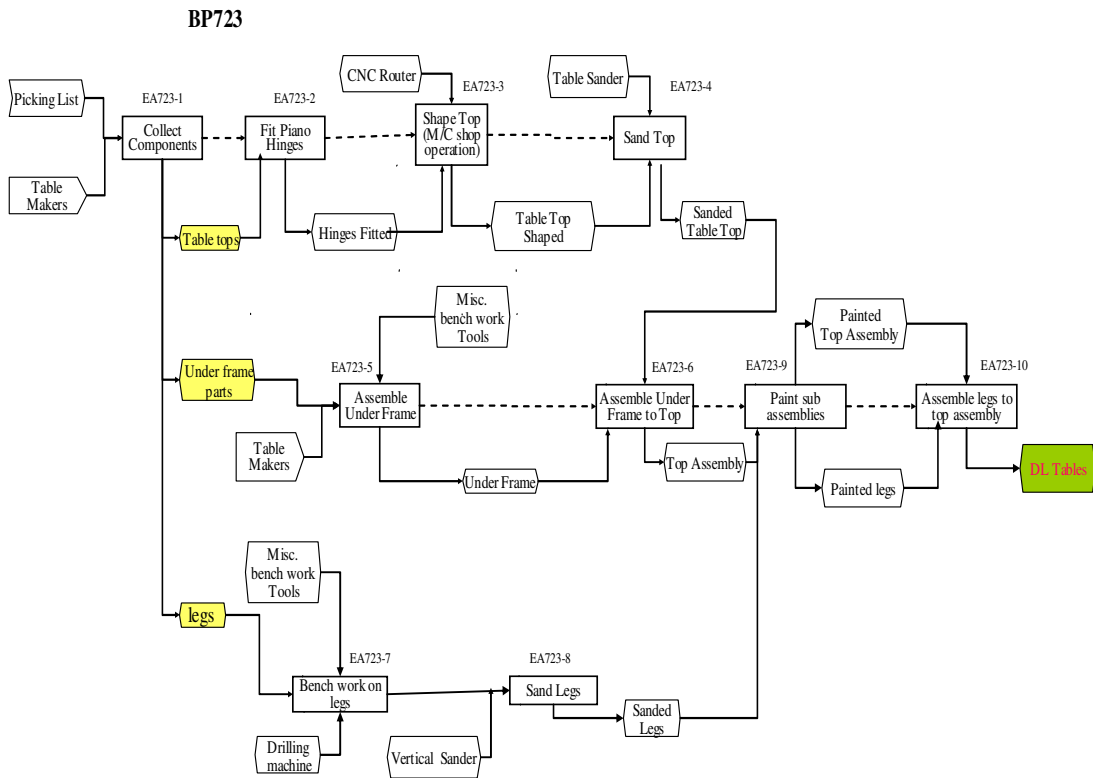 BP723
CNC Router
EA723-3
Table Sander
EA723-4
Picking List
EA723-1
EA723-2
Collect
Components
Fit Piano
Hinges
Shape Top
(M/C shop
operation)
Sand Top
Table
Makers
Table tops
Hinges Fitted
Table Top
Shaped
Sanded
Table Top
Misc.
bench work
Tools
Painted
Top Assembly
Under frame
parts
EA723-5
EA723-6
EA723-9
EA723-10
Assemble
Under Frame
Assemble Under
Frame to Top
Paint sub
assemblies
Assemble legs to
top assembly
Table
Makers
Under Frame
Top Assembly
Painted legs
DL Tables
Misc.
bench work
Tools
legs
EA723-7
EA723-8
Bench work on
legs
Sand Legs
Sanded
Legs
Drilling
machine
Vertical Sander